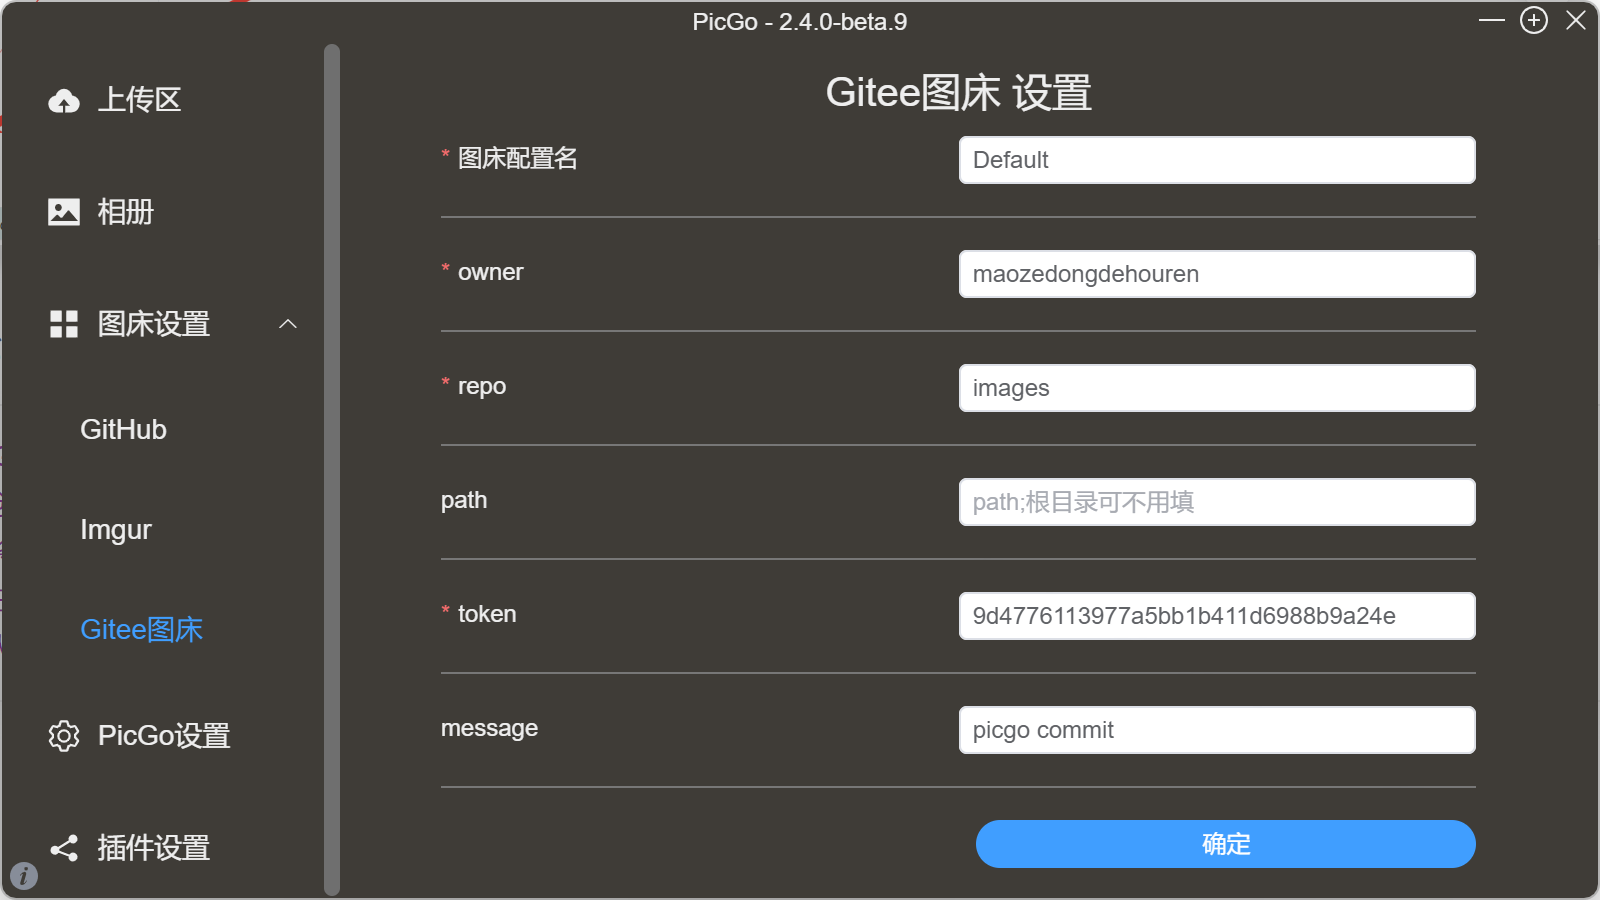 PicGo - 2.4.0-beta.9
上传区
相册
图床设置
GitHub
Imgur
Gitee图床
PicGo设置
插件设置
Gitee图床 设置
* 图床配置名
Default
* owner
maozedongdehouren
* repo
images
path
path;根目录可不用填
* token
9d4776113977a5bb1b411d6988b9a24e
message
picgo commit
确定